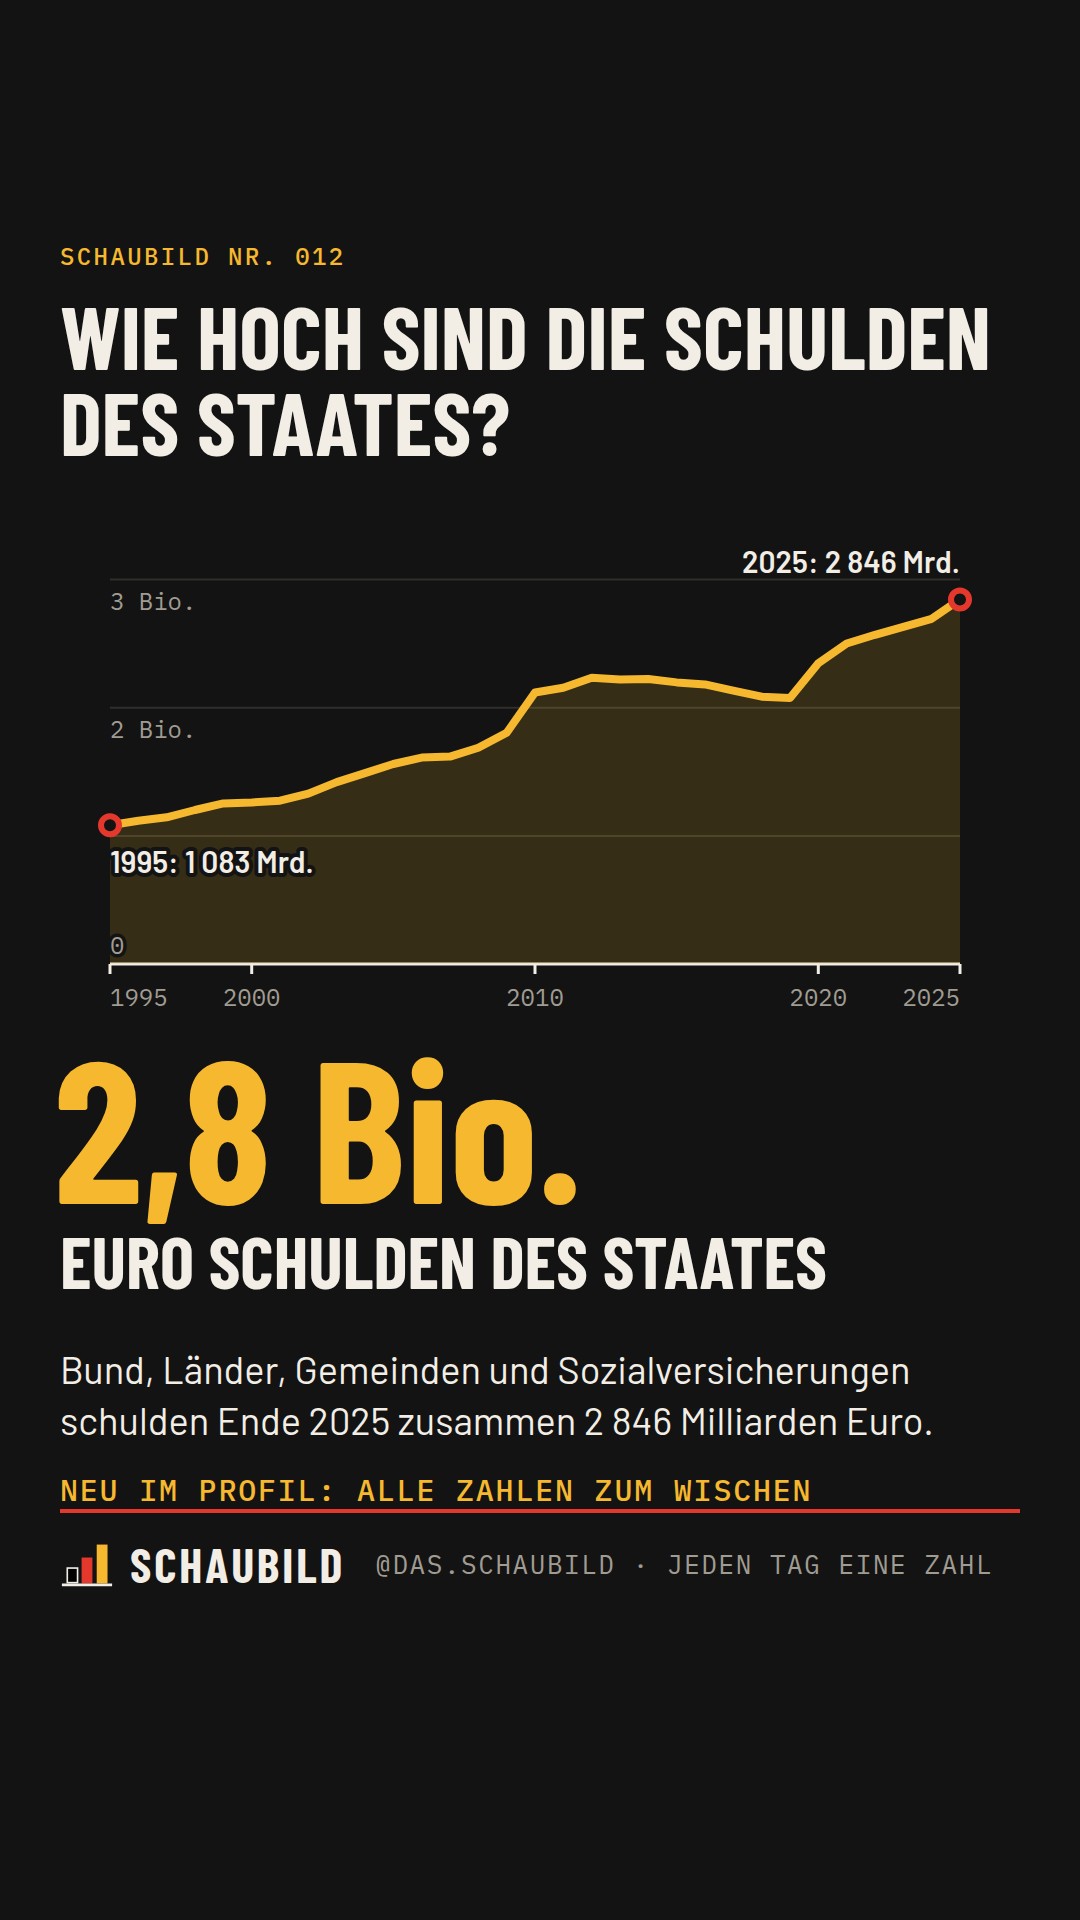 SCHAUBILD NR. 012
WIE HOCH SIND DIE SCHULDEN
DES STAATES?
2025: 2 846 Mrd.
3 Bio.
2 Bio.
1995: 1 083 Mrd.
0
1995 2000 2010 2020 2025
2,8 Bio.
EURO SCHULDEN DES STAATES
Bund, Länder, Gemeinden und Sozialversicherungen
schulden Ende 2025 zusammen 2 846 Milliarden Euro.
NEU IM PROFIL: ALLE ZAHLEN ZUM WISCHEN
SCHAUBILD @DAS.SCHAUBILD · JEDEN TAG EINE ZAHL